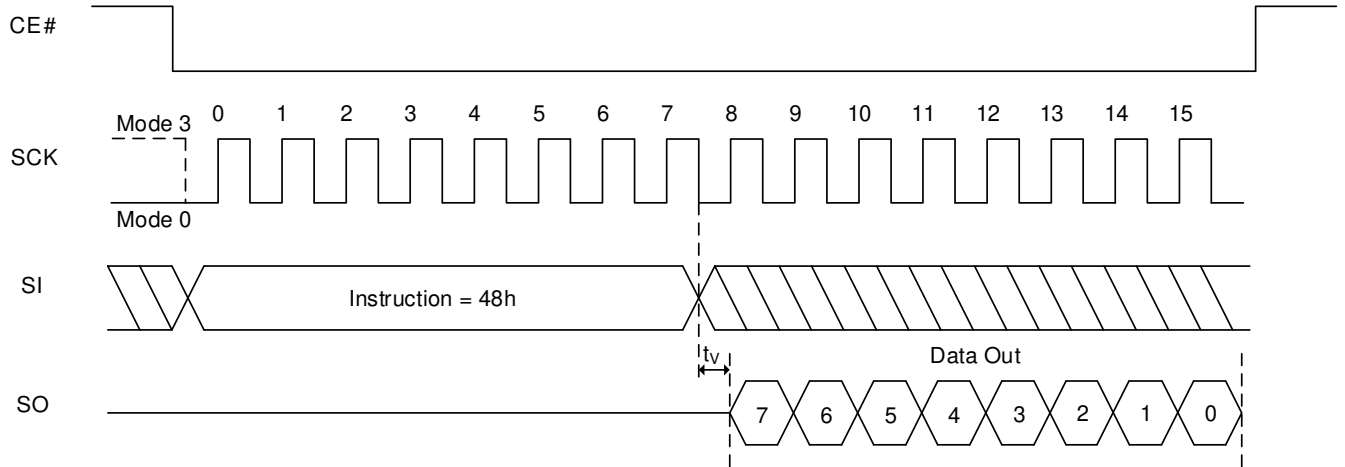 CE#
Mode 3 0 1 2 3 4 5 6 7 8 9 10 11 12 13 14 15
SCK
Mode 0
SI
Instruction = 48h
tV
Data Out
SO
7 6 5 4 3 2 1 0